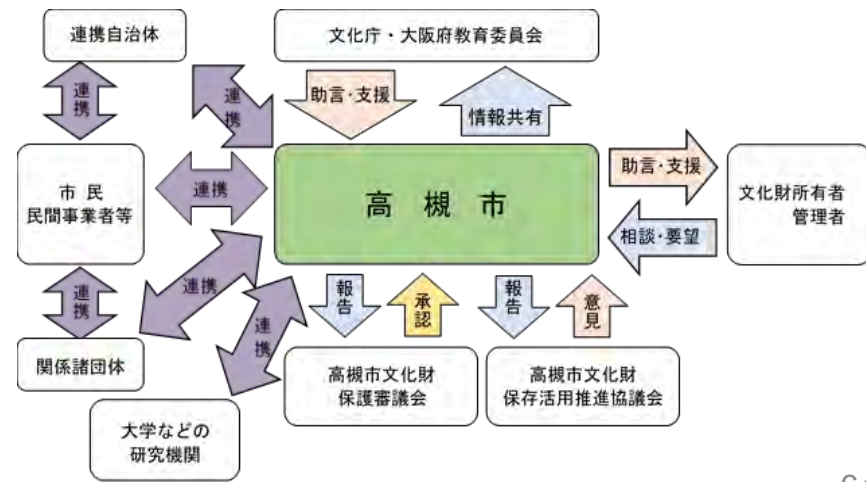 連携自治体
文化庁・大阪府教育委員会
連携
連携
助言・支援
情報共有
市 民
民間事業者等
連携
高 槻 市
助言・支援
相談・要望
文化財所有者
管理者
連携
連携
連携
報告
承認
報告
意見
関係諸団体
高槻市文化財
保護審議会
高槻市文化財
保存活用推進協議会
大学などの
研究機関